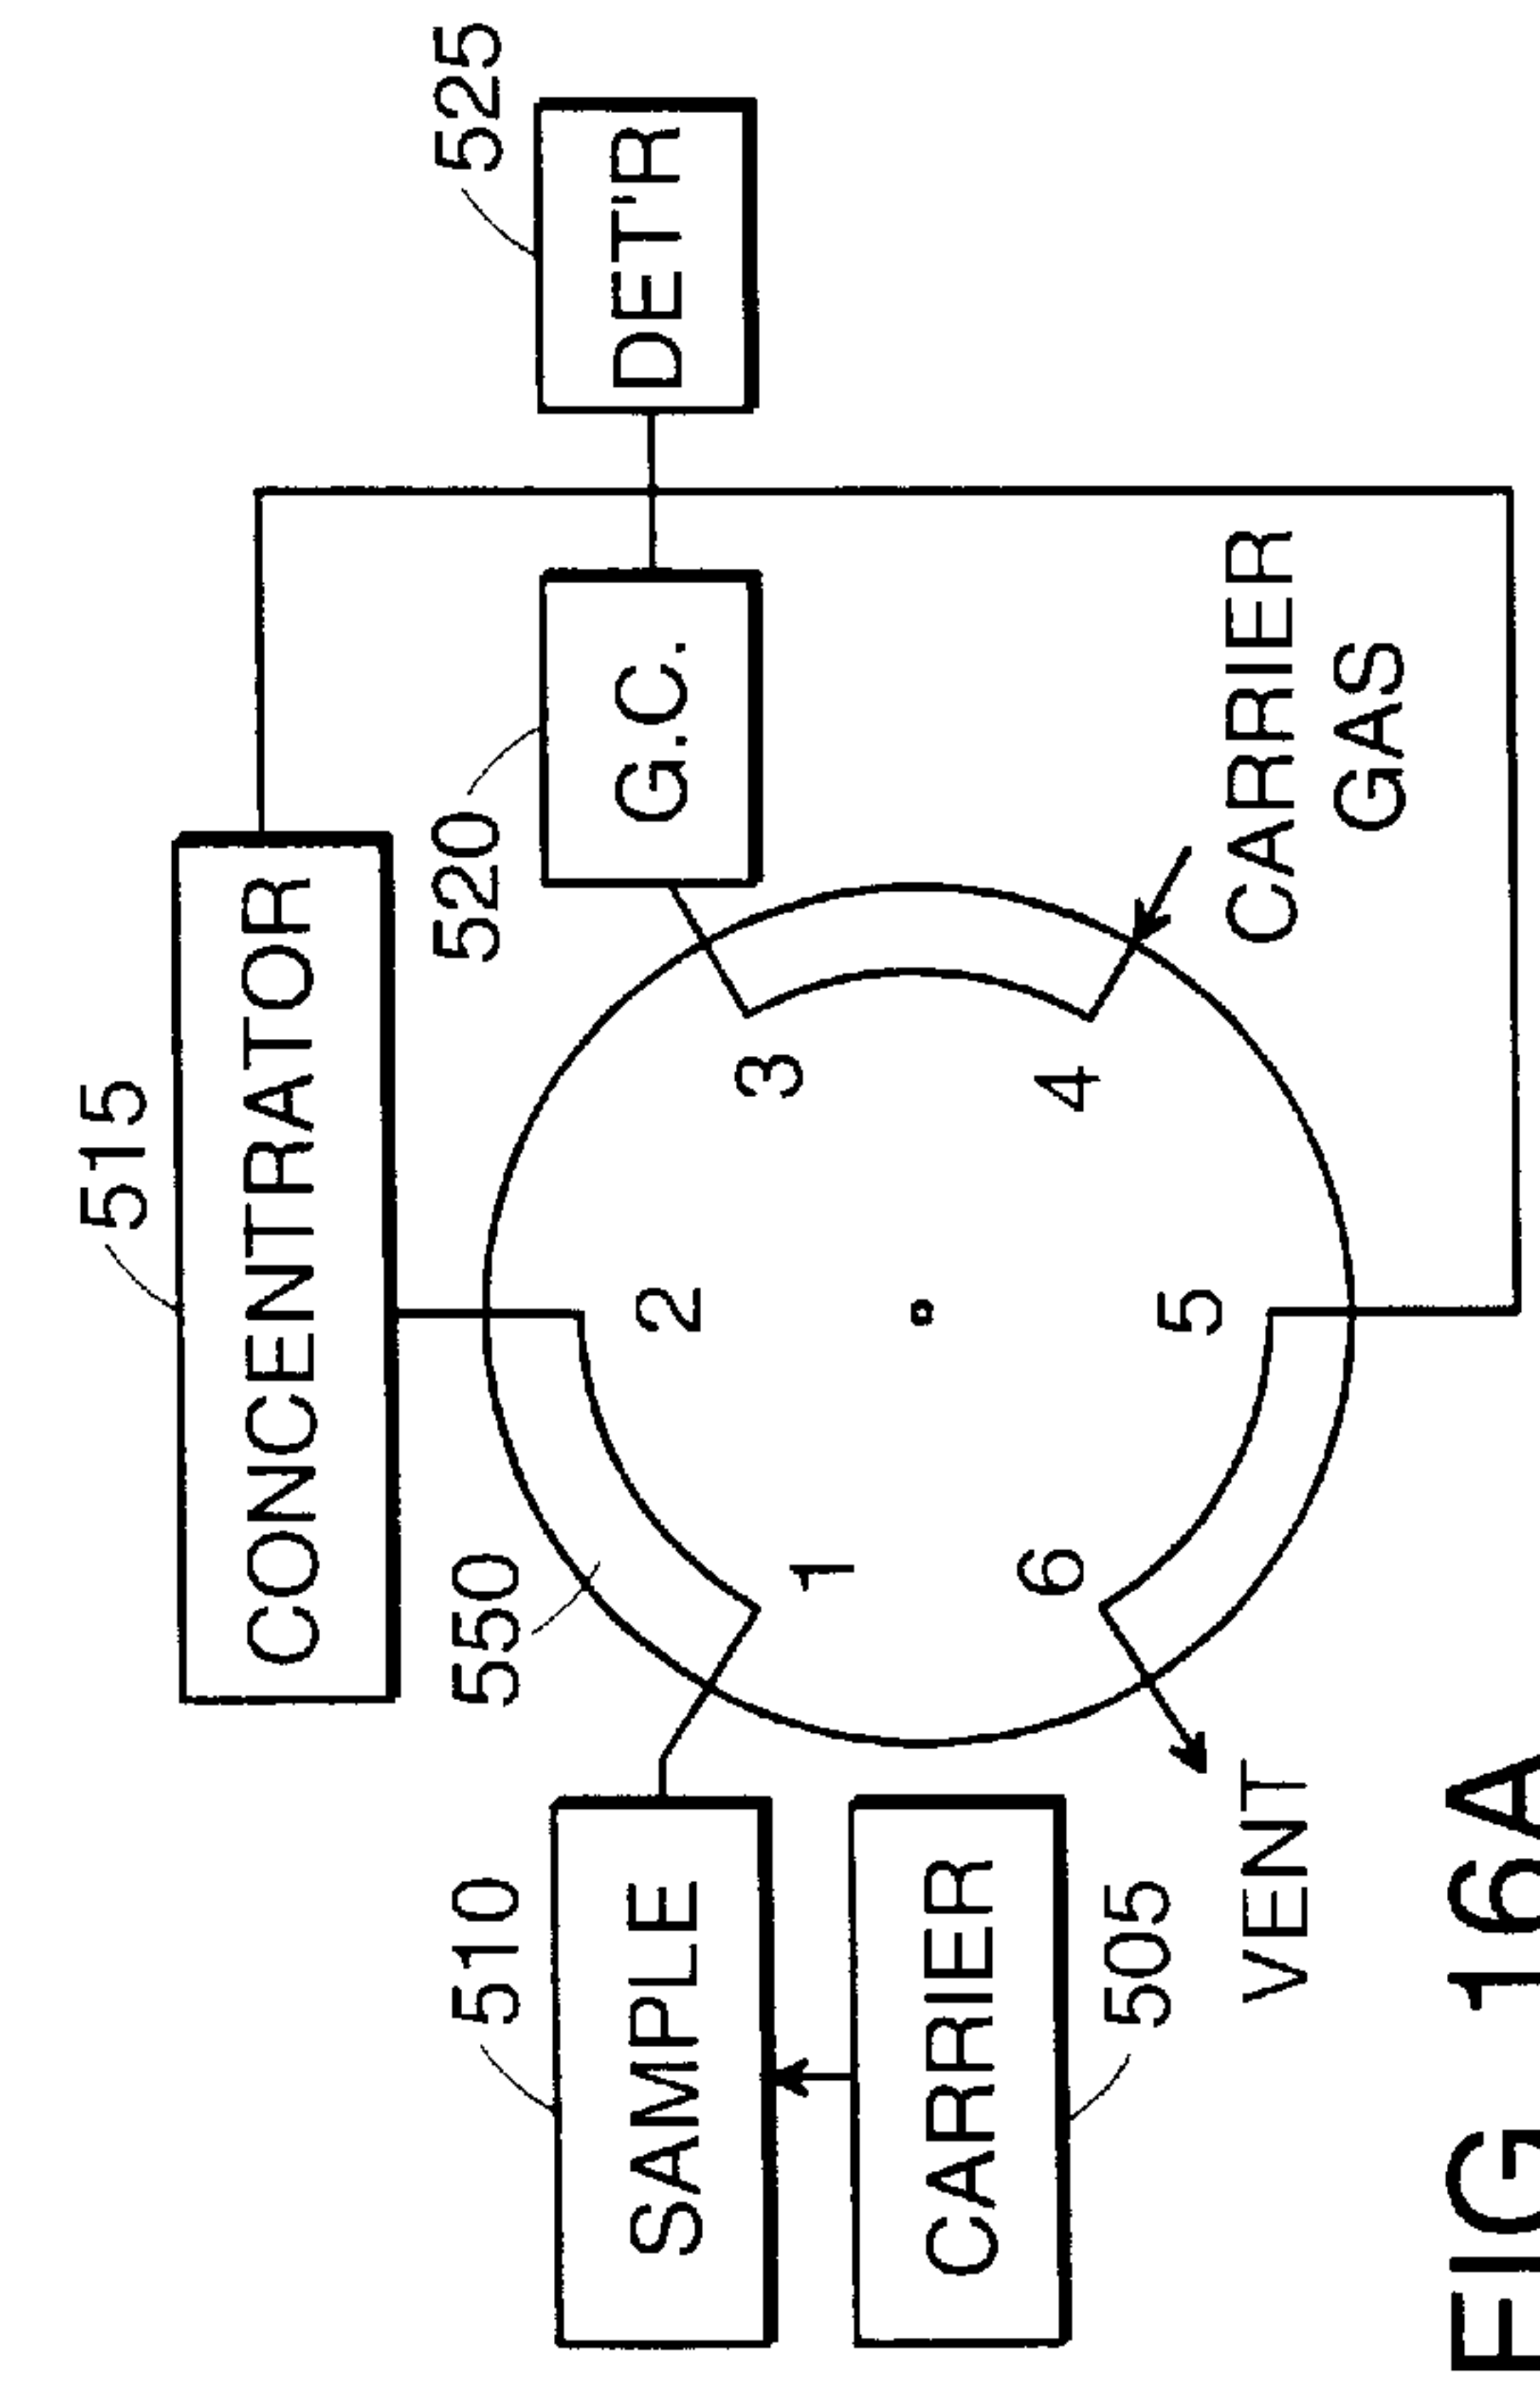 515
CONCENTRATOR
550
520
525
510
SAMPLE
G.C.
DET'R
1
2
3
4
5
6
CARRIER
505
VENT
CARRIER
GAS
FIG 16A